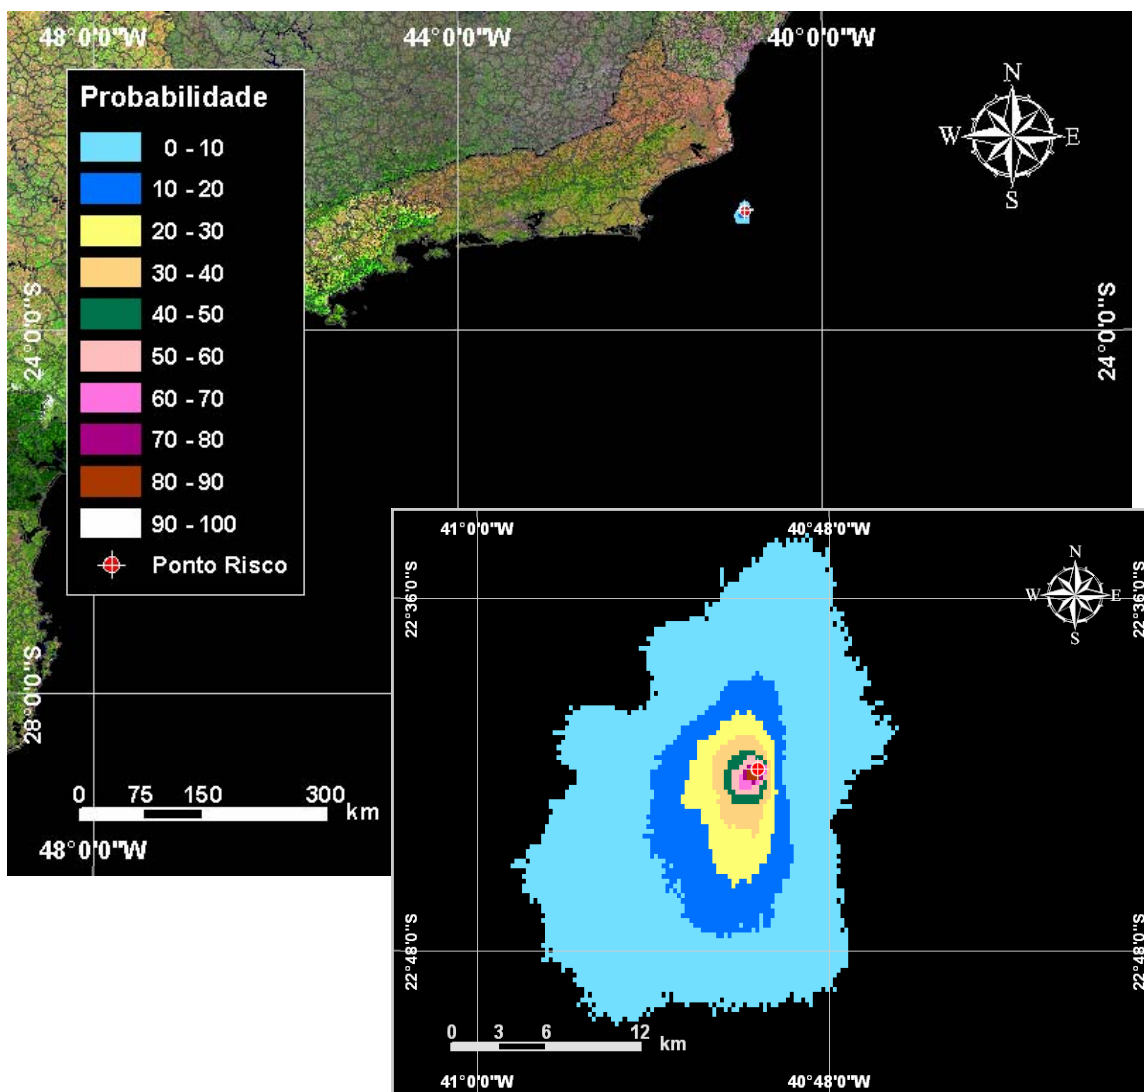 48°0'0"W 44°0'0"W 40°0'0"W
N
W E
S
Probabilidade
0 - 10
10 - 20
20 - 30
30 - 40
40 - 50
50 - 60
60 - 70
70 - 80
80 - 90
90 - 100
Ponto Risco
24°0'0"S 24°0'0"S
28°0'0"S
0 75 150 300 km
48°0'0"W
41°0'0"W 40°48'0"W
N
W E
S
22°36'0"S 22°36'0"S
22°48'0"S 22°48'0"S
0 3 6 12
km
41°0'0"W 40°48'0"W